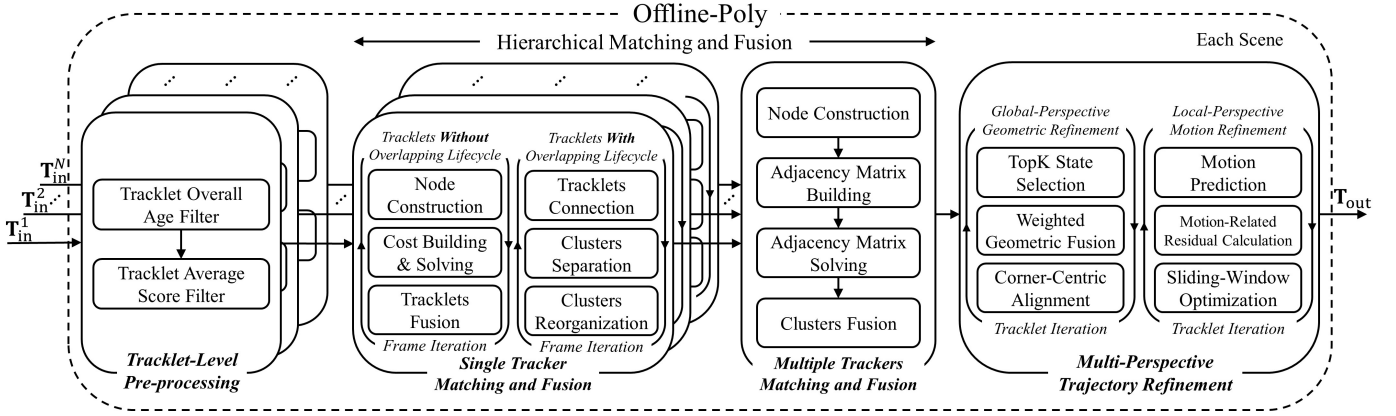 Offline-Poly
Hierarchical Matching and Fusion
Each Scene
T_in^N
T_in^2
T_in^1
Tracklet Overall
Age Filter
Tracklet Average
Score Filter
Tracklet-Level
Pre-processing
Tracklets Without
Overlapping Lifecycle
Node
Construction
Cost Building
& Solving
Tracklets
Fusion
Frame Iteration
Tracklets With
Overlapping Lifecycle
Tracklets
Connection
Clusters
Separation
Clusters
Reorganization
Frame Iteration
Single Tracker
Matching and Fusion
Node Construction
Adjacency Matrix
Building
Adjacency Matrix
Solving
Clusters Fusion
Multiple Trackers
Matching and Fusion
Global-Perspective
Geometric Refinement
TopK State
Selection
Weighted
Geometric Fusion
Corner-Centric
Alignment
Tracklet Iteration
Local-Perspective
Motion Refinement
Motion
Prediction
Motion-Related
Residual Calculation
Sliding-Window
Optimization
Tracklet Iteration
Multi-Perspective
Trajectory Refinement
T_out